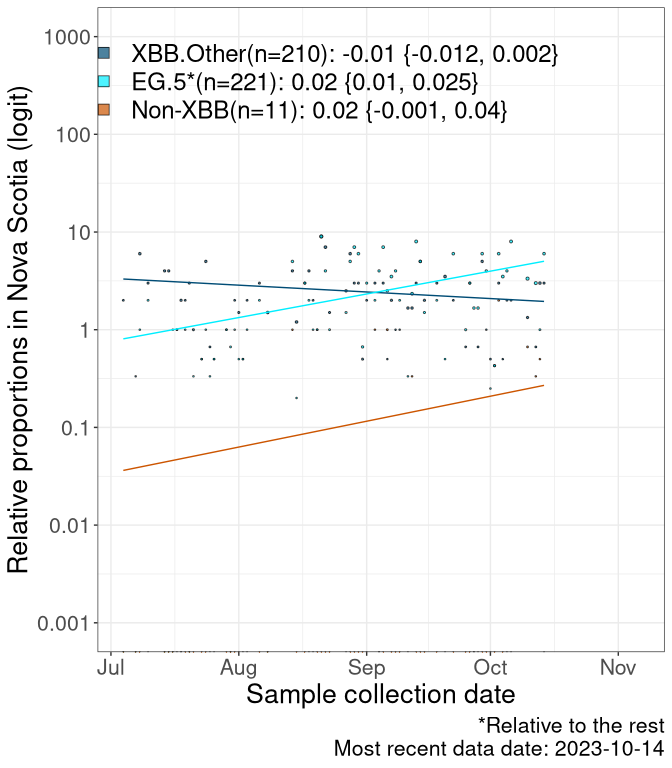 XBB.Other(n=210): -0.01 {-0.012, 0.002}
EG.5*(n=221): 0.02 {0.01, 0.025}
Non-XBB(n=11): 0.02 {-0.001, 0.04}
Relative proportions in Nova Scotia (logit)
1000
100
10
1
0.1
0.01
0.001
Jul Aug Sep Oct Nov
Sample collection date
*Relative to the rest
Most recent data date: 2023-10-14